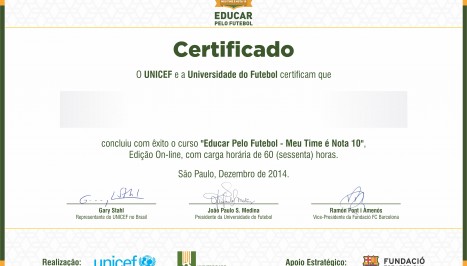 EDUCAR
PELO FUTEBOL
Certificado
O UNICEF e a Universidade do Futebol certificam que
concluiu com êxito o curso "Educar Pelo Futebol - Meu Time é Nota 10",
Edição On-line, com carga horária de 60 (sessenta) horas.
São Paulo, Dezembro de 2014.
Gary Stahl
Representante do UNICEF no Brasil
João Paulo S. Medina
Presidente da Universidade do Futebol
Ramón Pont i Amenós
Vice-Presidente da Fundación FC Barcelona
Realização:
unicef
Apoio Estratégico:
FUNDACIÓ